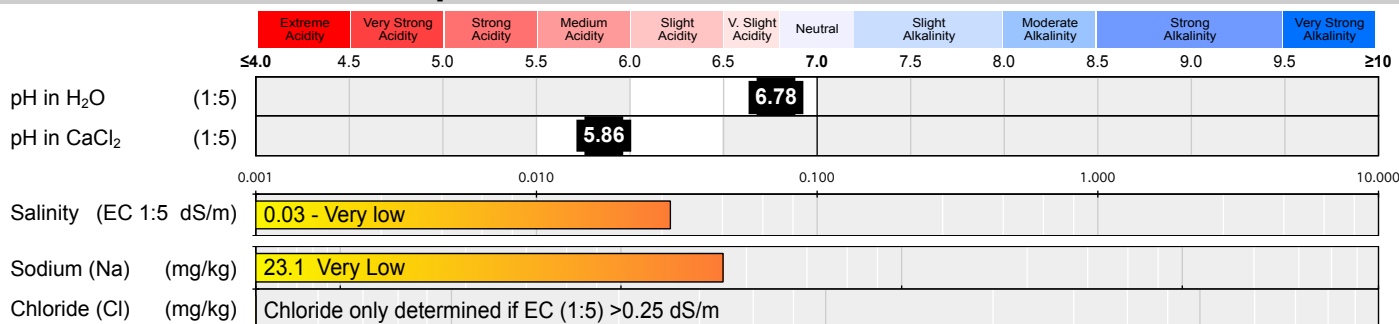 Extreme Acidity Very Strong Acidity Strong Acidity Medium Acidity Slight Acidity V. Slight Acidity Neutral Slight Alkalinity Moderate Alkalinity Strong Alkalinity Very Strong Alkalinity
≤4.0 4.5 5.0 5.5 6.0 6.5 7.0 7.5 8.0 8.5 9.0 9.5 ≥10
pH in H₂O (1:5) 6.78
pH in CaCl₂ (1:5) 5.86
0.001 0.010 0.100 1.000 10.000
Salinity (EC 1:5 dS/m) 0.03 - Very low
Sodium (Na) (mg/kg) 23.1 Very Low
Chloride (Cl) (mg/kg) Chloride only determined if EC (1:5) >0.25 dS/m